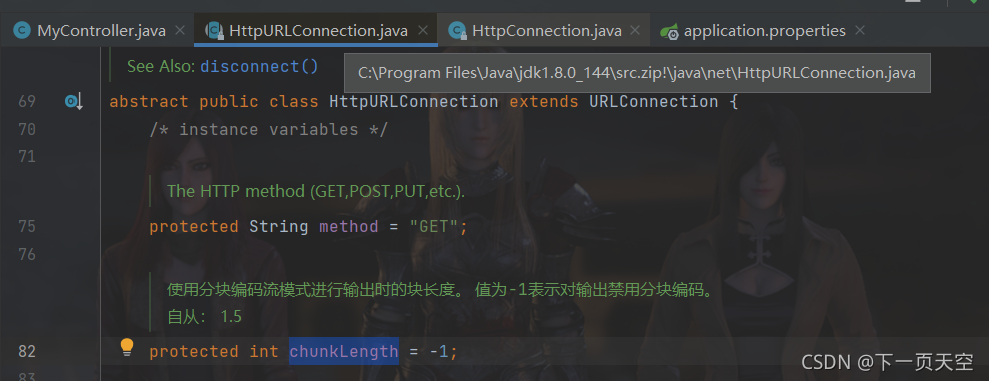 MyController.java
HttpURLConnection.java
HttpConnection.java
application.properties
See Also: disconnect()
C:\Program Files\Java\jdk1.8.0_144\src.zip!\java\net\HttpURLConnection.java
69 abstract public class HttpURLConnection extends URLConnection {
70 /* instance variables */
71
The HTTP method (GET,POST,PUT,etc.).
75 protected String method = "GET";
76
使用分块编码流模式进行输出时的块长度。 值为-1表示对输出禁用分块编码。
自从： 1.5
82 protected int chunkLength = -1;
83
CSDN @下一页天空